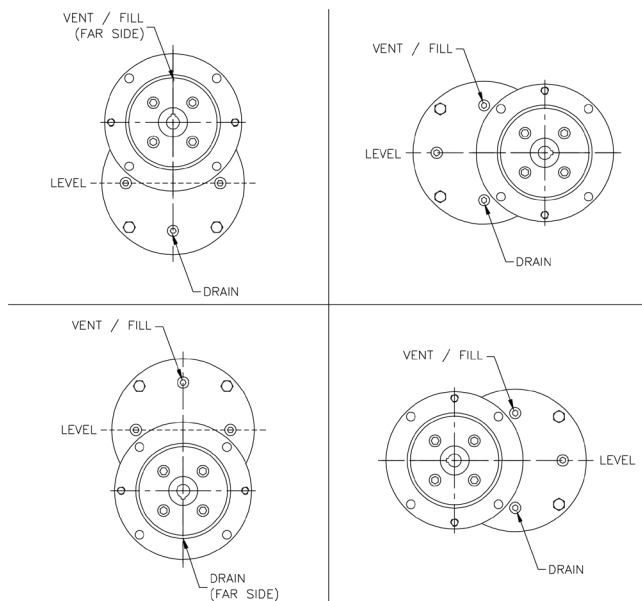 VENT / FILL
(FAR SIDE)
LEVEL
DRAIN
VENT / FILL
LEVEL
DRAIN
VENT / FILL
LEVEL
DRAIN
(FAR SIDE)
VENT / FILL
LEVEL
DRAIN